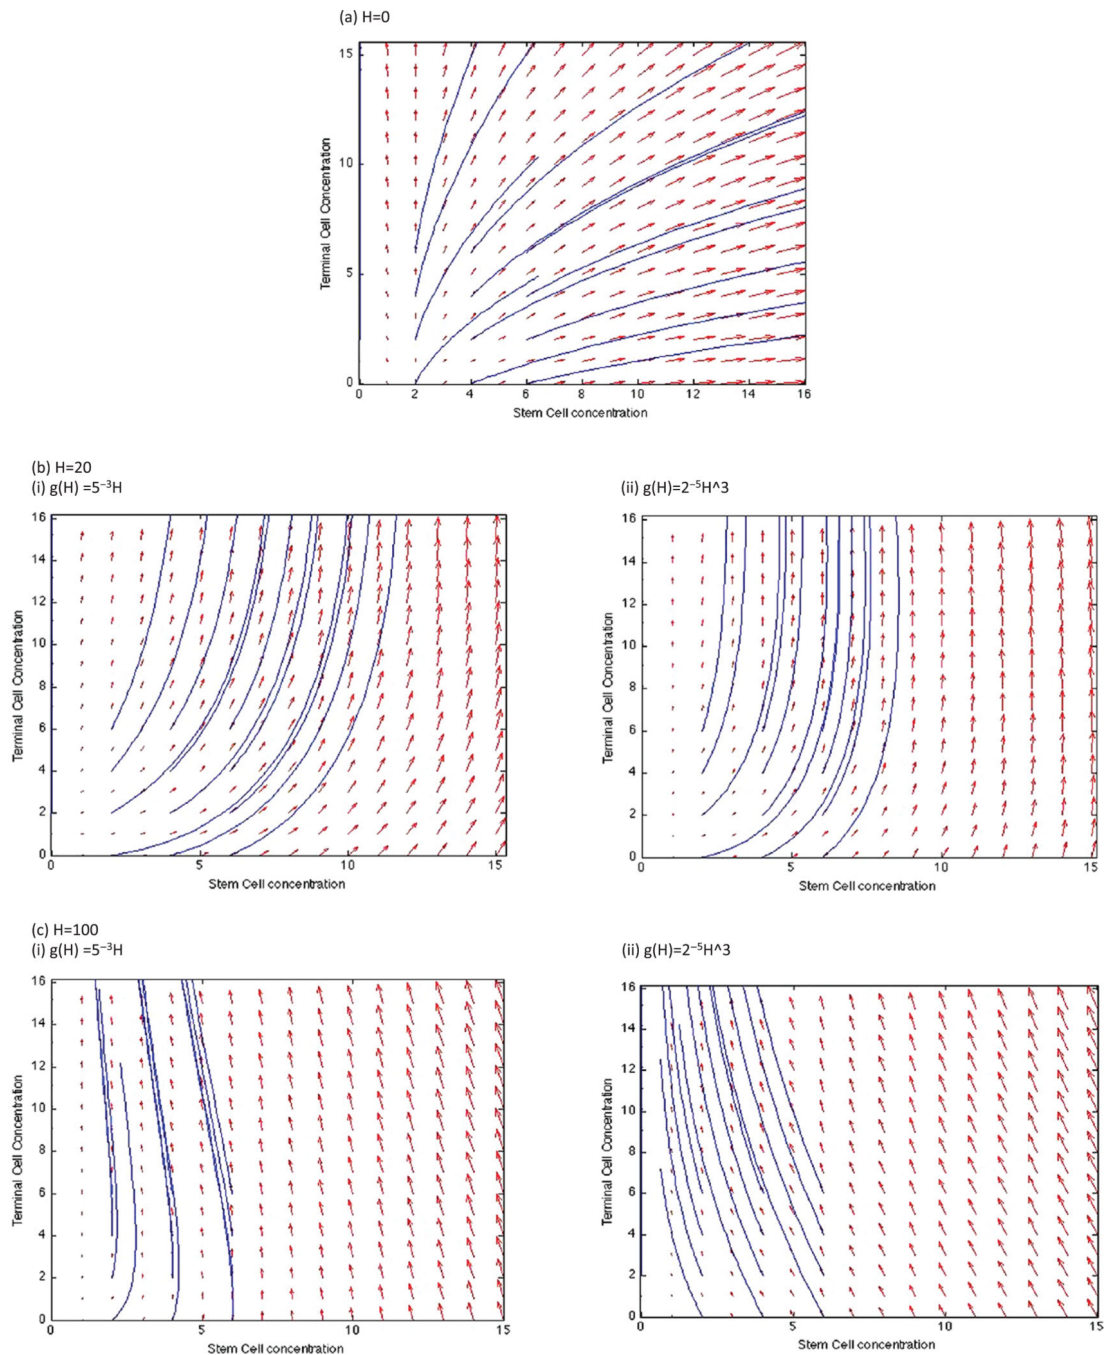 (a) H=0
15
10
5
0
Terminal Cell Concentration
0 2 4 6 8 10 12 14 16
Stem Cell concentration
(b) H=20
(i) g(H) =5⁻³H
16
14
12
10
8
6
4
2
0
Terminal Cell Concentration
5 10 15
Stem Cell concentration
(ii) g(H)=2⁻⁵H^3
16
14
12
10
8
6
4
2
0
Terminal Cell Concentration
5 10 15
Stem Cell concentration
(c) H=100
(i) g(H) =5⁻³H
16
14
12
10
8
6
4
2
0
Terminal Cell Concentration
5 10 15
Stem Cell concentration
(ii) g(H)=2⁻⁵H^3
16
14
12
10
8
6
4
2
0
Terminal Cell Concentration
5 10 15
Stem Cell concentration